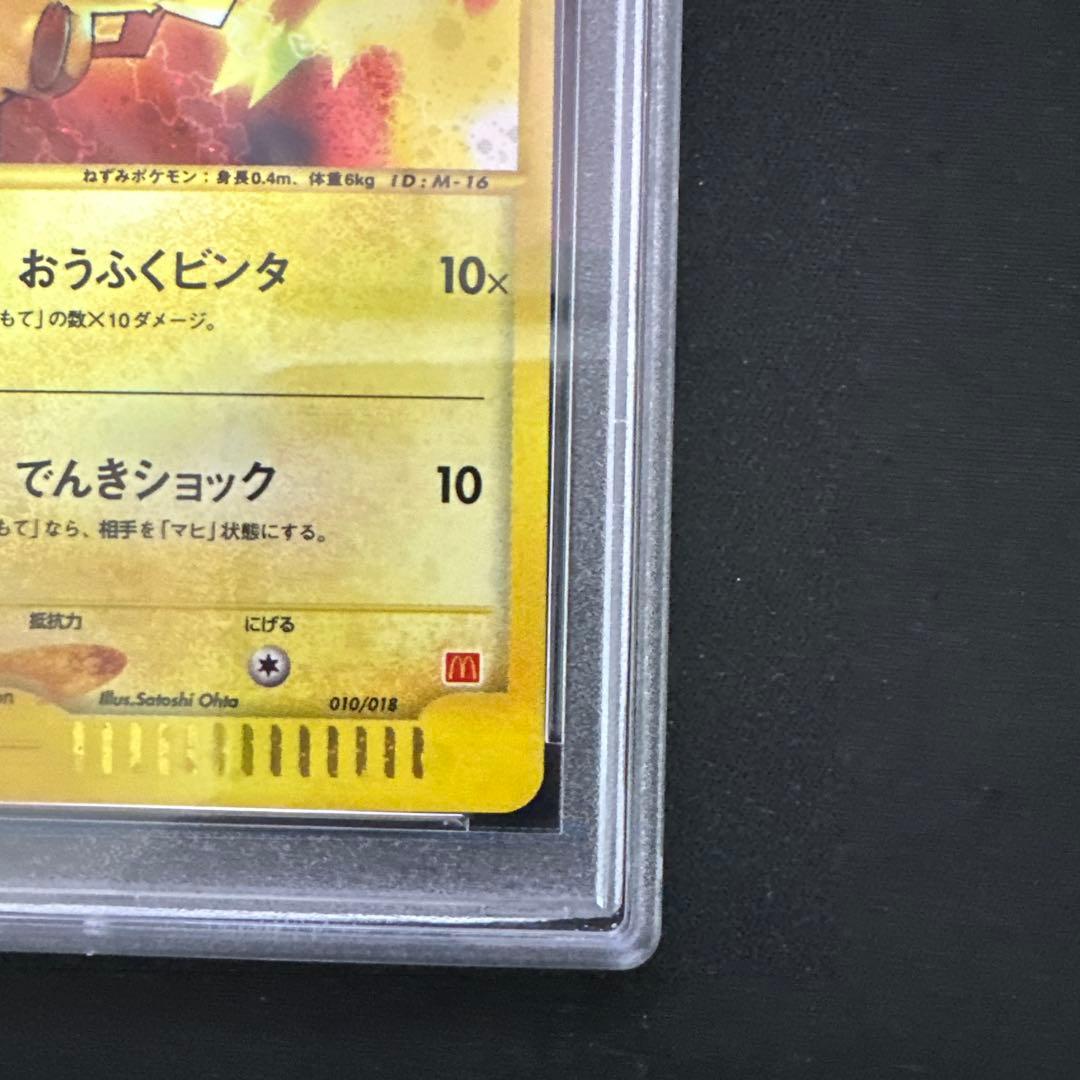 ねずみポケモン：身長0.4m、体重6kg iD:M-16
おうふくビンタ 10×
もて」の数×10ダメージ。
でんきショック 10
もて」なら、相手を「マヒ」状態にする。
抵抗力 にげる
on Illus.Satoshi Ohta 010/018